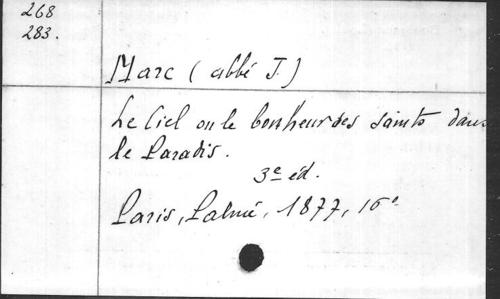 268
283.
Marc (abbé J.)
Le Ciel ou le bonheur des saints dans
le Paradis.
3e éd.
Paris, Palmé, 1877, 16°